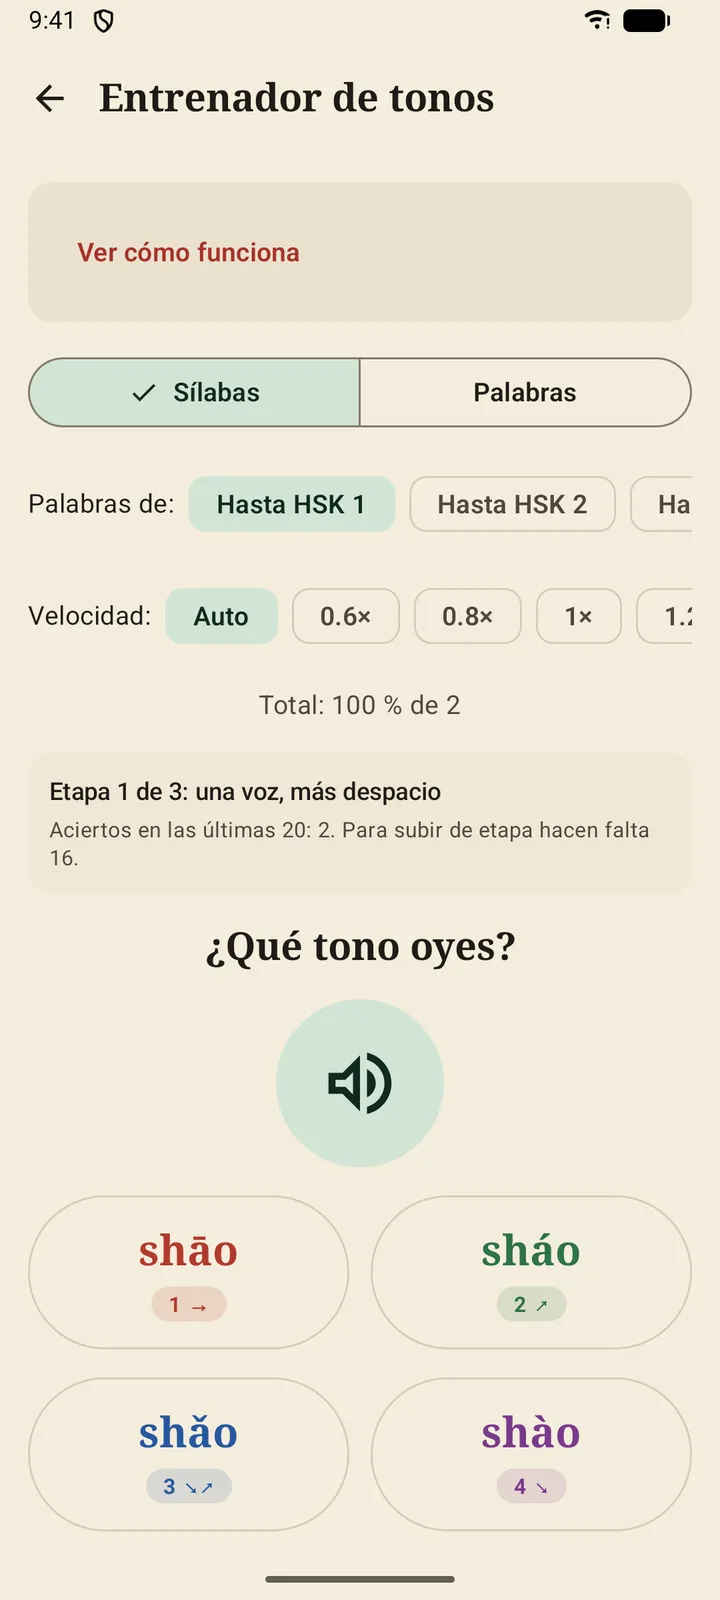 9:41
Entrenador de tonos
Ver cómo funciona
Sílabas
Palabras
Palabras de: Hasta HSK 1 Hasta HSK 2 Ha
Velocidad: Auto 0.6× 0.8× 1× 1.2
Total: 100 % de 2
Etapa 1 de 3: una voz, más despacio
Aciertos en las últimas 20: 2. Para subir de etapa hacen falta
16.
¿Qué tono oyes?
shāo
1 →
sháo
2 ↗
shǎo
3 ↘↗
shào
4 ↘